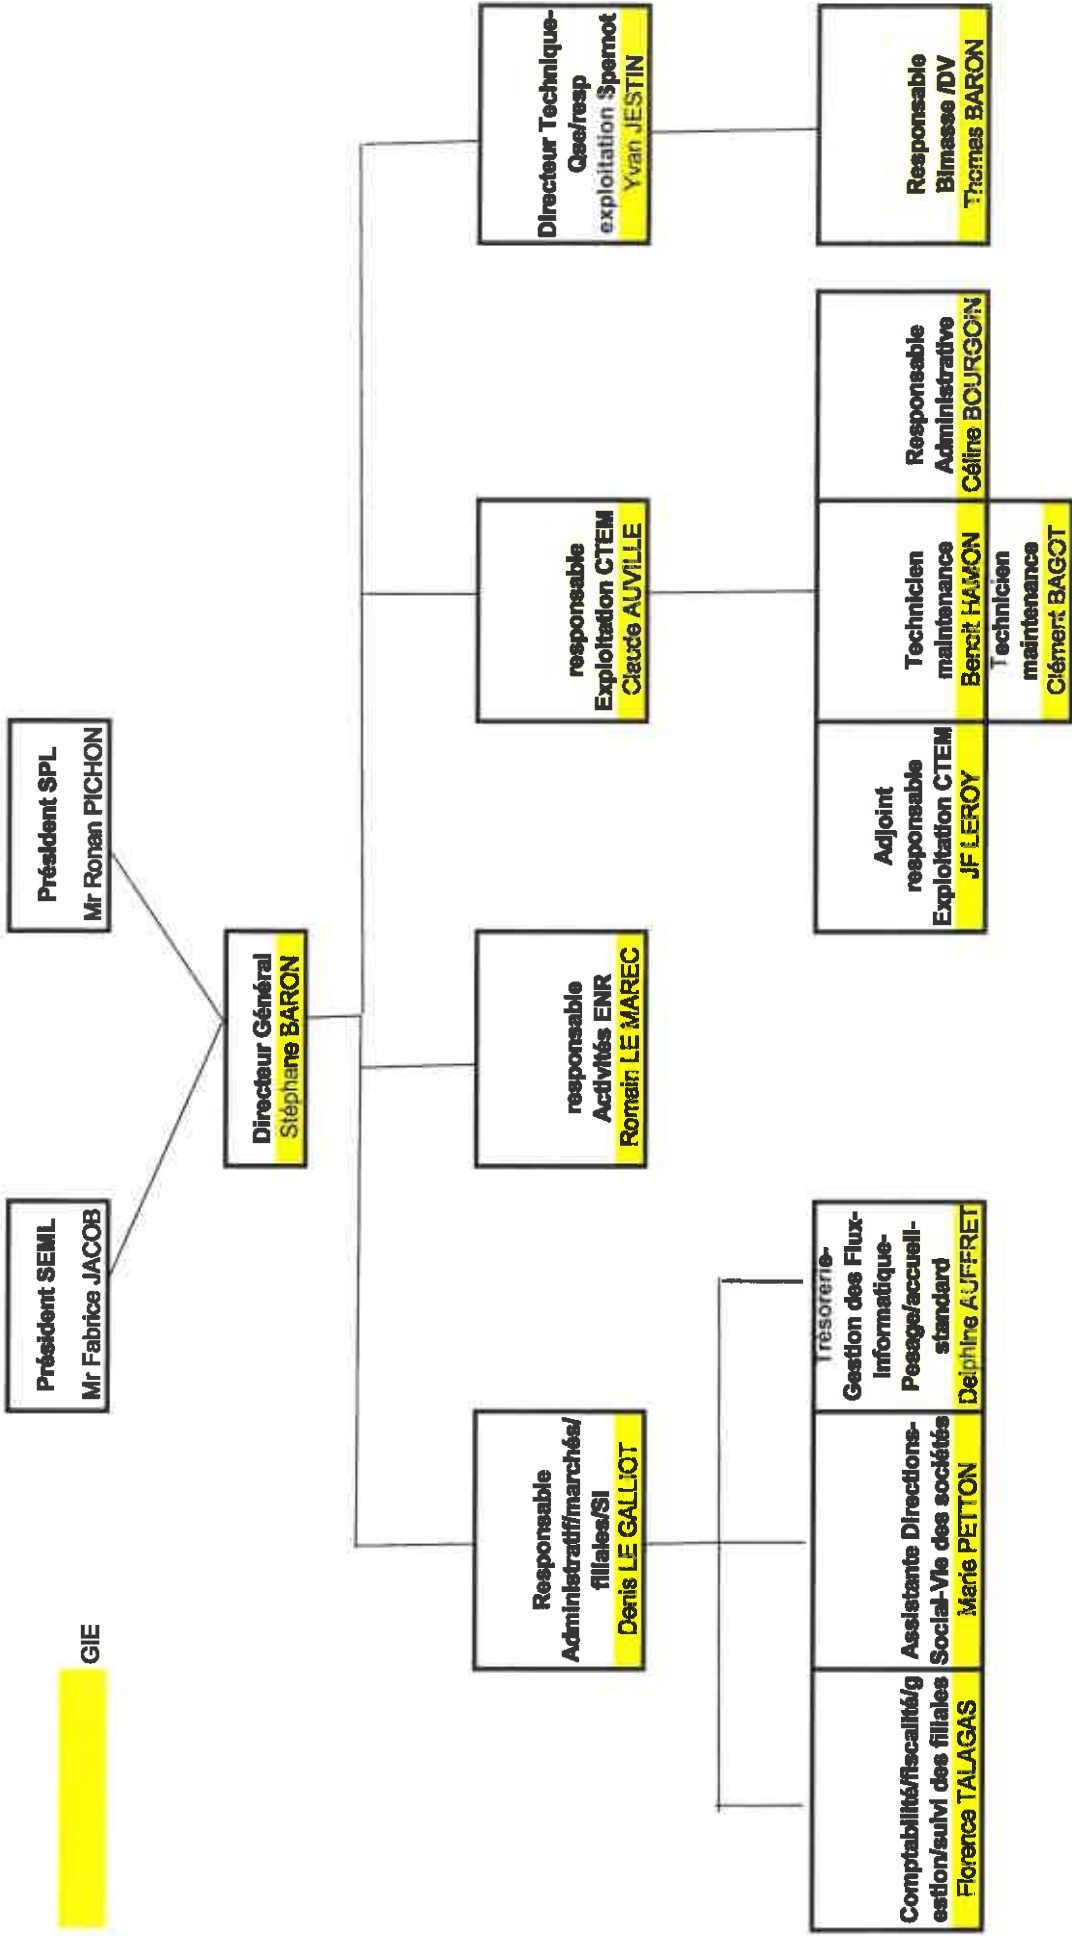 GIE
Président SEML
Mr Fabrice JACOB
Président SPL
Mr Ronan PICHON
Directeur Général
Stéphane BARON
Responsable
Administratif/marchés/
filiales/SI
Denis LE GALLIOT
responsable
Activités ENR
Romain LE MAREC
responsable
Exploitation CTEM
Claude AUVILLE
Directeur Technique-
Qse/resp
exploitation Spernot
Yvan JESTIN
Comptabilité/fiscalité/g
estion/suivi des filiales
Florence TALAGAS
Assistante Directions-
Social-Vie des sociétés
Marie PETTON
Trésorerie-
Gestion des Flux-
Informatique-
Pesage/accueil-
standard
Delphine AUFFRET
Adjoint
responsable
Exploitation CTEM
JF LEROY
Technicien
maintenance
Benoit HAMON
Technicien
maintenance
Clément BAGOT
Responsable
Administrative
Céline BOURGOIN
Responsable
Bimasse /DV
Thomas BARON